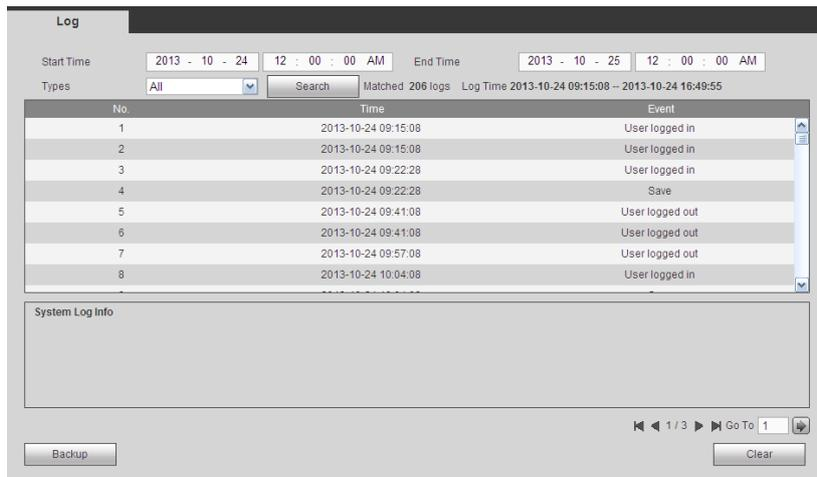 Log
Start Time 2013 - 10 - 24 12 : 00 : 00 AM End Time 2013 - 10 - 25 12 : 00 : 00 AM
Types All Search Matched 206 logs Log Time 2013-10-24 09:15:08 -- 2013-10-24 16:49:55
No. Time Event
1 2013-10-24 09:15:08 User logged in
2 2013-10-24 09:15:08 User logged in
3 2013-10-24 09:22:28 User logged in
4 2013-10-24 09:22:28 Save
5 2013-10-24 09:41:08 User logged out
6 2013-10-24 09:41:08 User logged out
7 2013-10-24 09:57:08 User logged out
8 2013-10-24 10:04:08 User logged in
System Log Info
1 / 3 Go To 1
Backup Clear